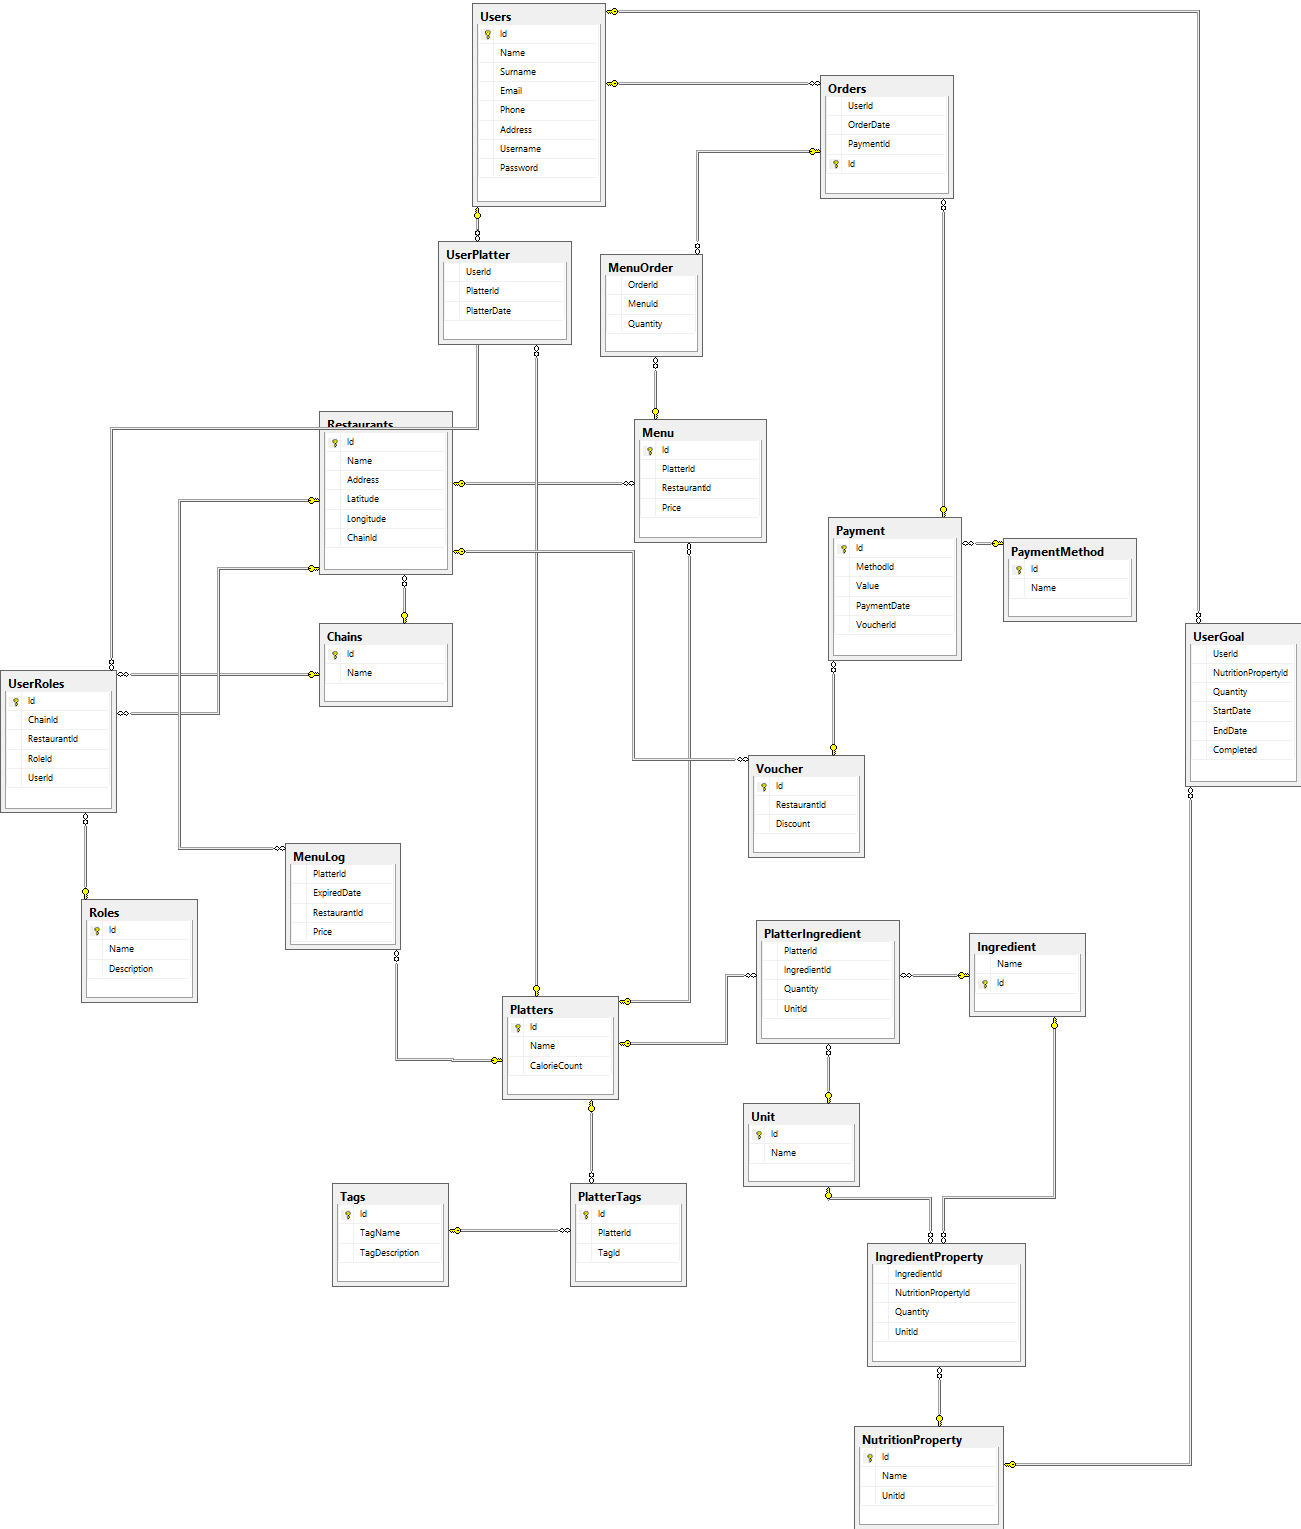 Users
Id
Name
Surname
Email
Phone
Address
Username
Password
Orders
UserId
OrderDate
PaymentId
Id
UserPlatter
UserId
PlatterId
PlatterDate
MenuOrder
OrderId
MenuId
Quantity
Restaurants
Id
Name
Address
Latitude
Longitude
ChainId
Menu
Id
PlatterId
RestaurantId
Price
Payment
Id
MethodId
Value
PaymentDate
VoucherId
PaymentMethod
Id
Name
Chains
Id
Name
UserGoal
UserId
NutritionPropertyId
Quantity
StartDate
EndDate
Completed
UserRoles
Id
ChainId
RestaurantId
RoleId
UserId
Voucher
Id
RestaurantId
Discount
MenuLog
PlatterId
ExpiredDate
RestaurantId
Price
Roles
Id
Name
Description
PlatterIngredient
PlatterId
IngredientId
Quantity
UnitId
Ingredient
Name
Id
Platters
Id
Name
CalorieCount
Unit
Id
Name
Tags
Id
TagName
TagDescription
PlatterTags
Id
PlatterId
TagId
IngredientProperty
IngredientId
NutritionPropertyId
Quantity
UnitId
NutritionProperty
Id
Name
UnitId